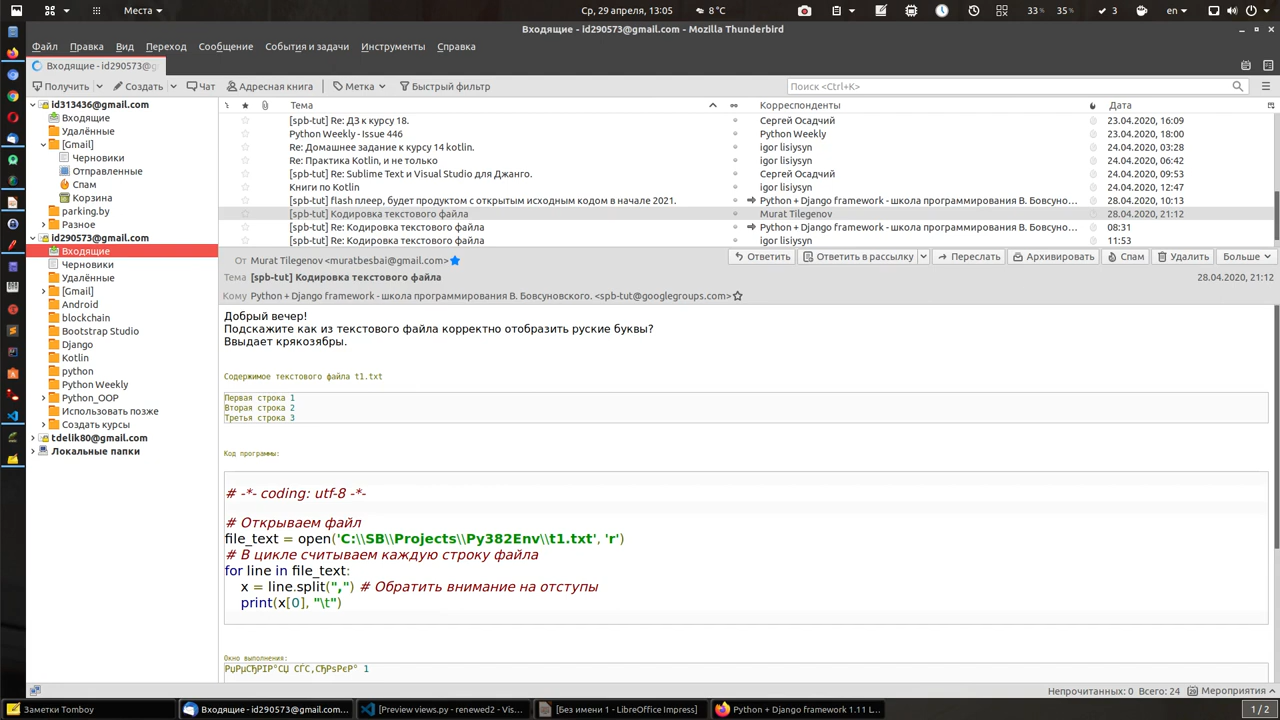 Места
Ср, 29 апреля, 13:05
8°C
33 % 35 % 3 en
Входящие - id290573@gmail.com - Mozilla Thunderbird
Файл Правка Вид Переход Сообщение События и задачи Инструменты Справка
Входящие - id290573@g
Получить Создать Чат Адресная книга Метка Быстрый фильтр Поиск <Ctrl+K>
Тема Корреспонденты Дата
[spb-tut] Re: ДЗ к курсу 18. Сергей Осадчий 23.04.2020, 16:09
Python Weekly - Issue 446 Python Weekly 23.04.2020, 18:00
Re: Домашнее задание к курсу 14 kotlin. igor lisiysyn 24.04.2020, 03:28
Re: Практика Kotlin, и не только igor lisiysyn 24.04.2020, 06:42
[spb-tut] Re: Sublime Text и Visual Studio для Джанго. Сергей Осадчий 24.04.2020, 09:53
Книги по Kotlin igor lisiysyn 24.04.2020, 12:47
[spb-tut] flash плеер, будет продуктом с открытым исходным кодом в начале 2021. Python + Django framework - школа программирования В. Бовсуно... 28.04.2020, 10:13
[spb-tut] Кодировка текстового файла Murat Tilegenov 28.04.2020, 21:12
[spb-tut] Re: Кодировка текстового файла Python + Django framework - школа программирования В. Бовсуно... 08:31
[spb-tut] Re: Кодировка текстового файла igor lisiysyn 11:53
id313436@gmail.com
Входящие
Удалённые
[Gmail]
Черновики
Отправленные
Спам
Корзина
parking.by
Разное
id290573@gmail.com
Входящие
Черновики
Удалённые
[Gmail]
Android
blockchain
Bootstrap Studio
Django
Kotlin
python
Python Weekly
Python_OOP
Использовать позже
Создать курсы
tdelik80@gmail.com
Локальные папки
От Murat Tilegenov <muratbesbai@gmail.com>
Ответить Ответить в рассылку Переслать Архивировать Спам Удалить Больше
Тема [spb-tut] Кодировка текстового файла 28.04.2020, 21:12
Кому Python + Django framework - школа программирования В. Бовсуновского. <spb-tut@googlegroups.com>
Добрый вечер!
Подскажите как из текстового файла корректно отобразить руские буквы?
Ввыдает крякозябры.
Содержимое текстового файла t1.txt
Первая строка 1
Вторая строка 2
Третья строка 3
Код программы:
# -*- coding: utf-8 -*-
# Открываем файл
file_text = open('C:\\SB\\Projects\\Py382Env\\t1.txt', 'r')
# В цикле считываем каждую строку файла
for line in file_text:
x = line.split(",") # Обратить внимание на отступы
print(x[0], "\t")
Окно выполнения:
РџРµСЂРІР°СЏ СЃС‚СЂРѕРєР° 1
Непрочитанных: 0 Всего: 24 Мероприятия
Заметки Tomboy
Входящие - id290573@gmail.com...
[Preview views.py - renewed2 - Vis...
[Без имени 1 - LibreOffice Impress]
Python + Django framework 1.11 L...
1 / 2